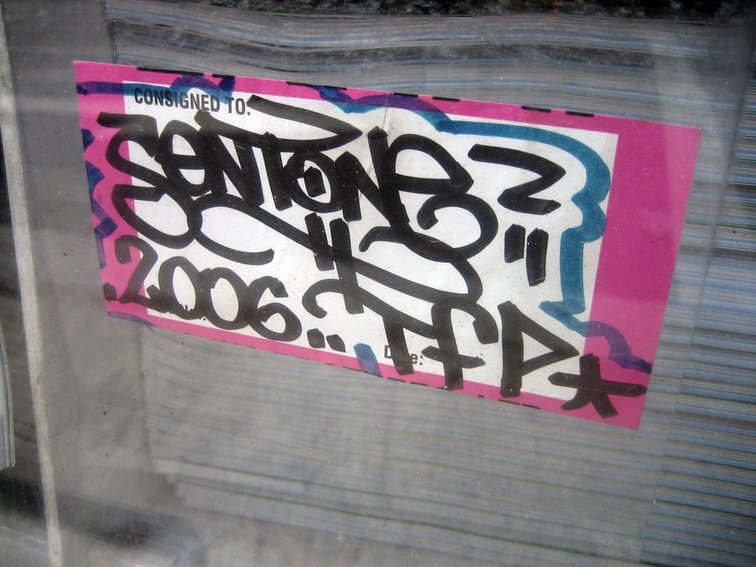 CONSIGNED TO:
SENTONE
2006.. TFP*